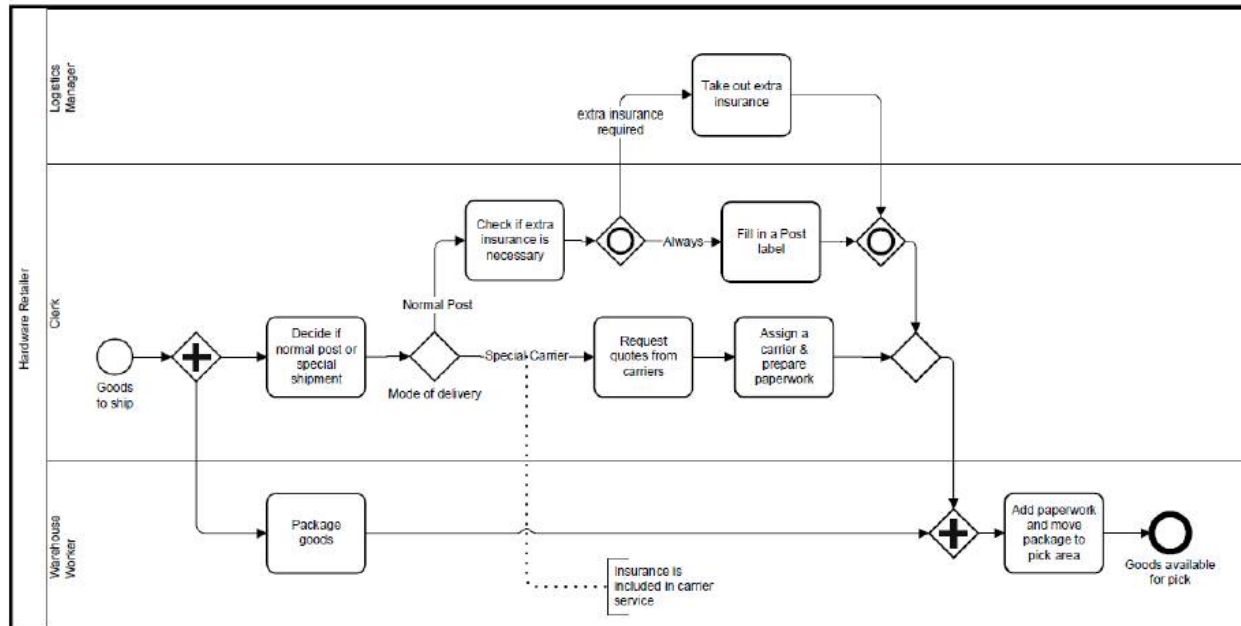 Hardware Retailer
Logistics
Manager
Take out extra
insurance
extra insurance
required
Clerk
Check if extra
insurance is
necessary
Always
Fill in a Post
label
Normal Post
Goods
to ship
Decide if
normal post or
special
shipment
Mode of delivery
Special Carrier
Request
quotes from
carriers
Assign a
carrier &
prepare
paperwork
Warehouse
Worker
Package
goods
Insurance is
included in carrier
service
Add paperwork
and move
package to
pick area
Goods available
for pick